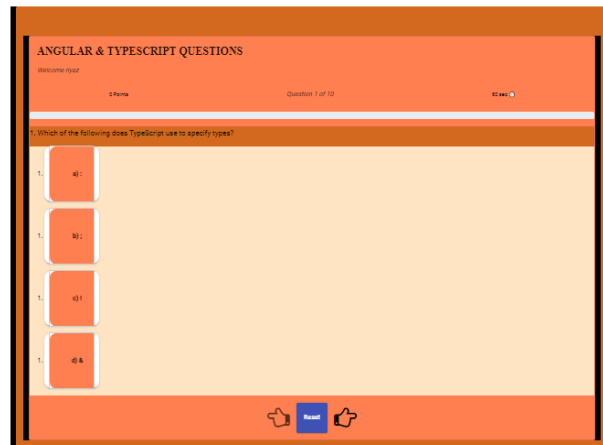 ANGULAR & TYPESCRIPT QUESTIONS
Welcome
0 Points
Question 1 of 10
sec
1. Which of the following does TypeScript use to specify types?
1. a) :
1. b) ;
1. c) !
1. d) &
Reset